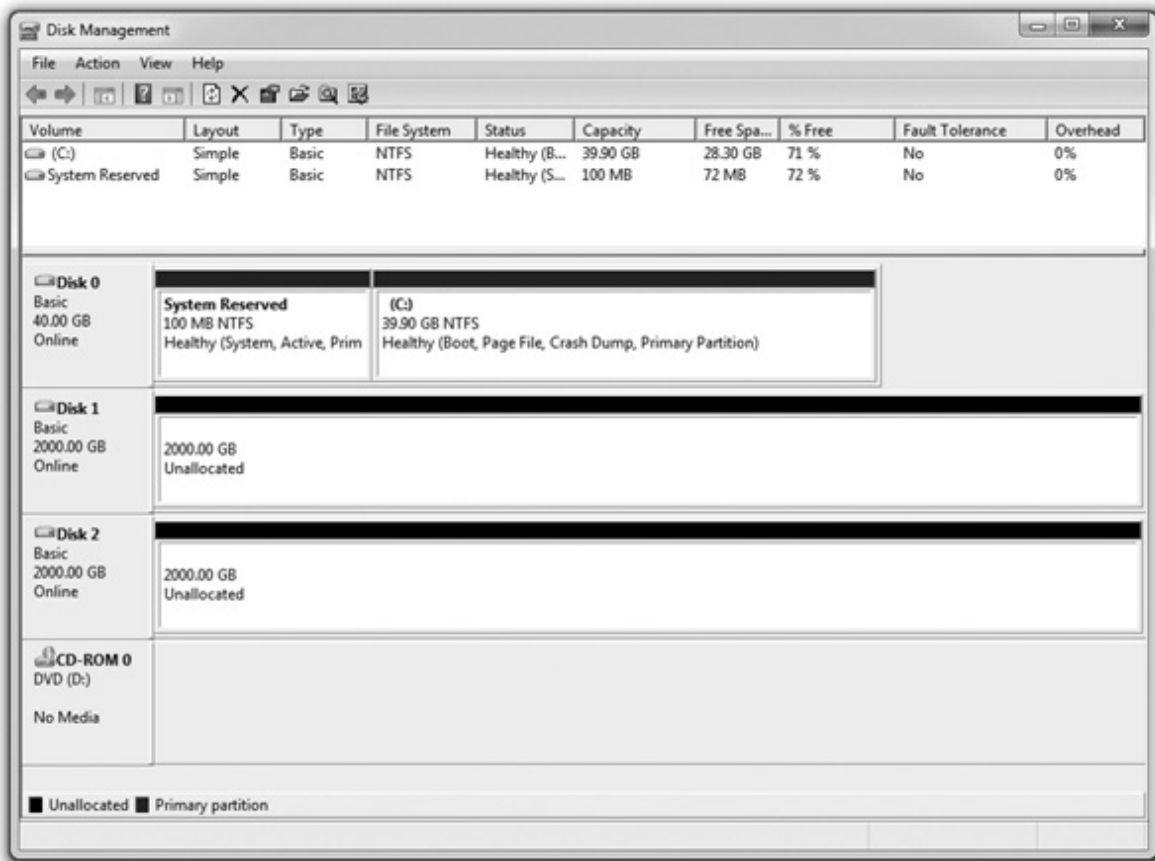 Disk Management
File Action View Help
Volume Layout Type File System Status Capacity Free Spa... % Free Fault Tolerance Overhead
(C:) Simple Basic NTFS Healthy (B... 39.90 GB 28.30 GB 71 % No 0%
System Reserved Simple Basic NTFS Healthy (S... 100 MB 72 MB 72 % No 0%
Disk 0
Basic
40.00 GB
Online
System Reserved
100 MB NTFS
Healthy (System, Active, Prim
(C:)
39.90 GB NTFS
Healthy (Boot, Page File, Crash Dump, Primary Partition)
Disk 1
Basic
2000.00 GB
Online
2000.00 GB
Unallocated
Disk 2
Basic
2000.00 GB
Online
2000.00 GB
Unallocated
CD-ROM 0
DVD (D:)
No Media
Unallocated Primary partition